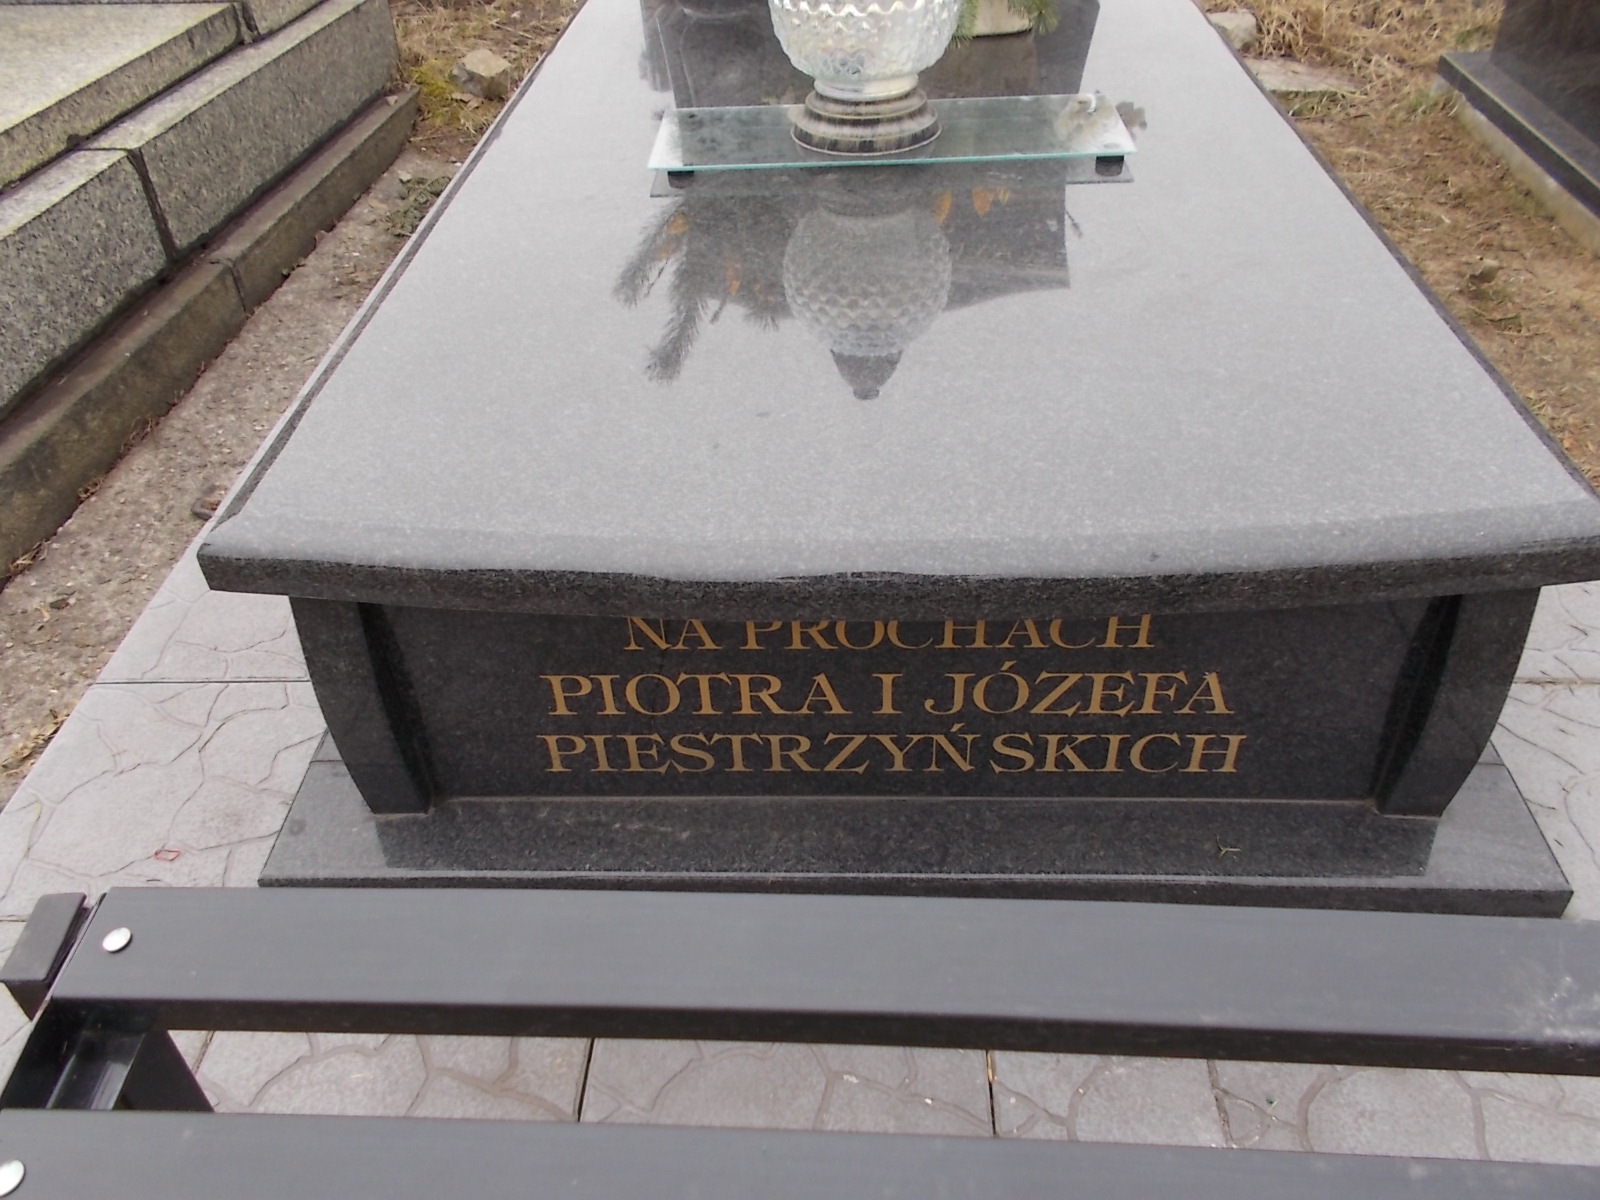 NA PROCHACH
PIOTRA I JÓZEFA
PIESTRZYŃSKICH